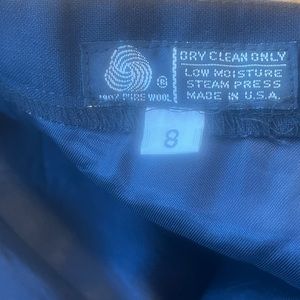 DRY CLEAN ONLY
LOW MOISTURE
STEAM PRESS
MADE IN U.S.A.
®
100% PURE WOOL
8